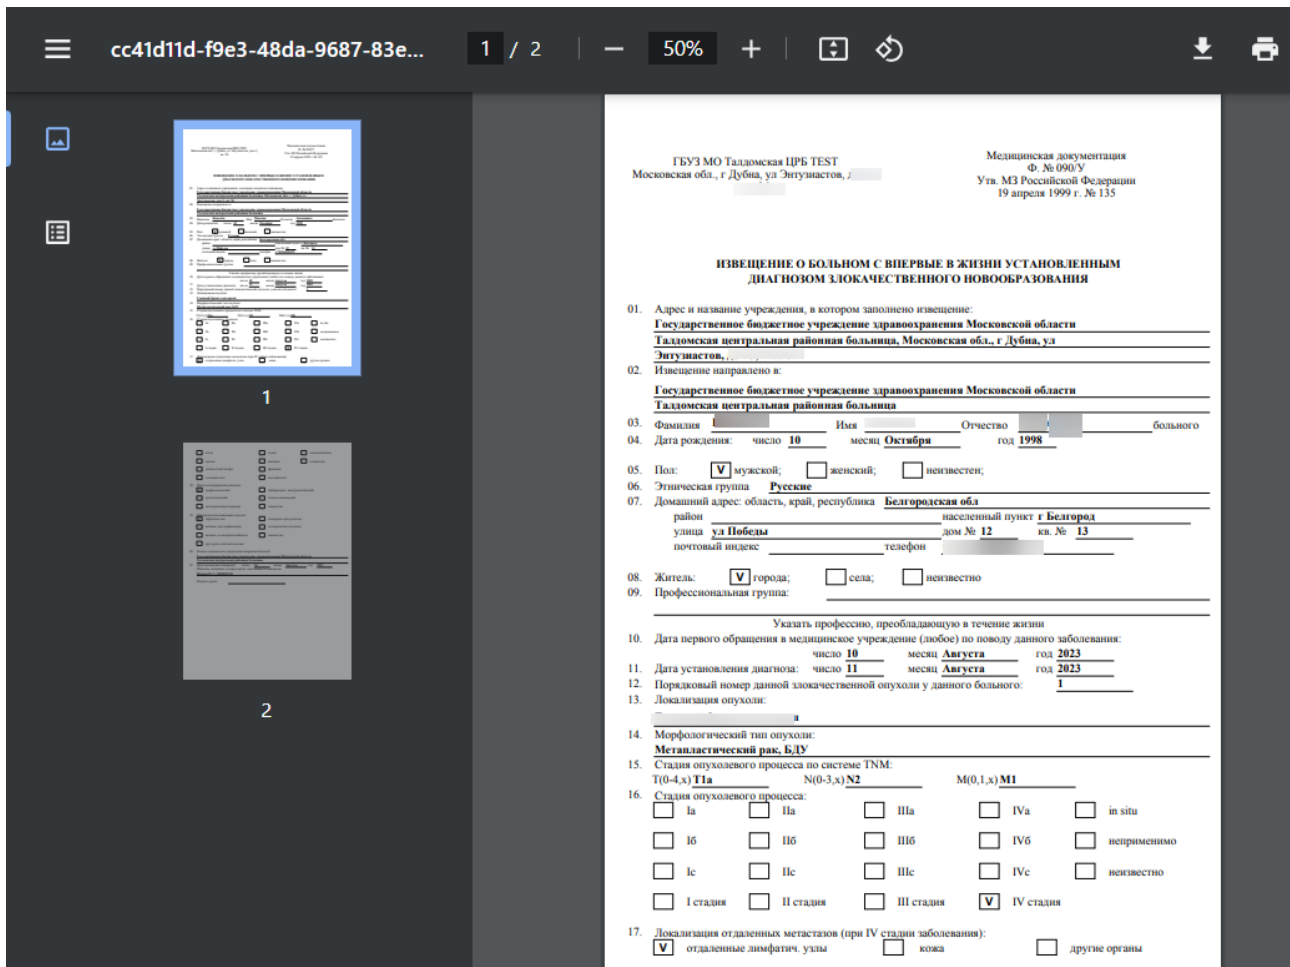 cc41d11d-f9e3-48da-9687-83e...
1 / 2
50%
1
2
ГБУЗ МО Талдомская ЦРБ TEST
Московская обл., г Дубна, ул Энтузиастов,
Медицинская документация
Ф. № 090/У
Утв. МЗ Российской Федерации
19 апреля 1999 г. № 135
ИЗВЕЩЕНИЕ О БОЛЬНОМ С ВПЕРВЫЕ В ЖИЗНИ УСТАНОВЛЕННЫМ
ДИАГНОЗОМ ЗЛОКАЧЕСТВЕННОГО НОВООБРАЗОВАНИЯ
01. Адрес и название учреждения, в котором заполнено извещение:
Государственное бюджетное учреждение здравоохранения Московской области
Талдомская центральная районная больница, Московская обл., г Дубна, ул
Энтузиастов,
02. Извещение направлено в:
Государственное бюджетное учреждение здравоохранения Московской области
Талдомская центральная районная больница
03. Фамилия Имя Отчество больного
04. Дата рождения: число 10 месяц Октября год 1998
05. Пол: V мужской; женский; неизвестен;
06. Этническая группа Русские
07. Домашний адрес: область, край, республика Белгородская обл
район населенный пункт г Белгород
улица ул Победы дом № 12 кв. № 13
почтовый индекс телефон
08. Житель: V города; села; неизвестно
09. Профессиональная группа:
Указать профессию, преобладающую в течение жизни
10. Дата первого обращения в медицинское учреждение (любое) по поводу данного заболевания:
число 10 месяц Августа год 2023
11. Дата установления диагноза: число 11 месяц Августа год 2023
12. Порядковый номер данной злокачественной опухоли у данного больного: 1
13. Локализация опухоли:
14. Морфологический тип опухоли:
Метапластический рак, БДУ
15. Стадия опухолевого процесса по системе TNM:
T(0-4,x) T1a N(0-3,x) N2 M(0,1,x) M1
16. Стадия опухолевого процесса:
Iа IIа IIIа IVа in situ
Iб IIб IIIб IVб неприменимо
Iс IIс IIIс IVс неизвестно
I стадия II стадия III стадия V IV стадия
17. Локализация отдаленных метастазов (при IV стадии заболевания):
V отдаленные лимфатич. узлы кожа другие органы